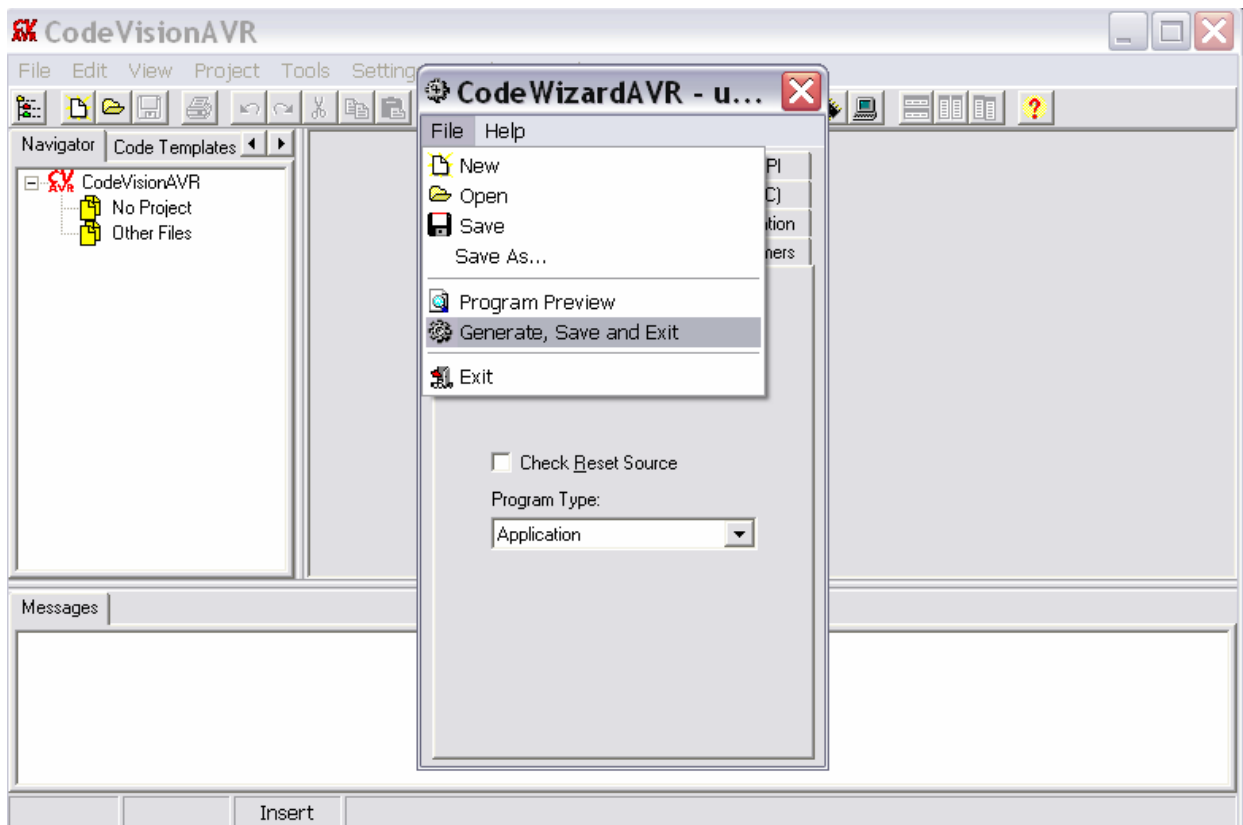 CodeVisionAVR
File Edit View Project Tools Setting
CodeWizardAVR - u...
File Help
Navigator Code Templates
CodeVisionAVR
No Project
Other Files
New
Open
Save
Save As...
Program Preview
Generate, Save and Exit
Exit
Check Reset Source
Program Type:
Application
Messages
Insert